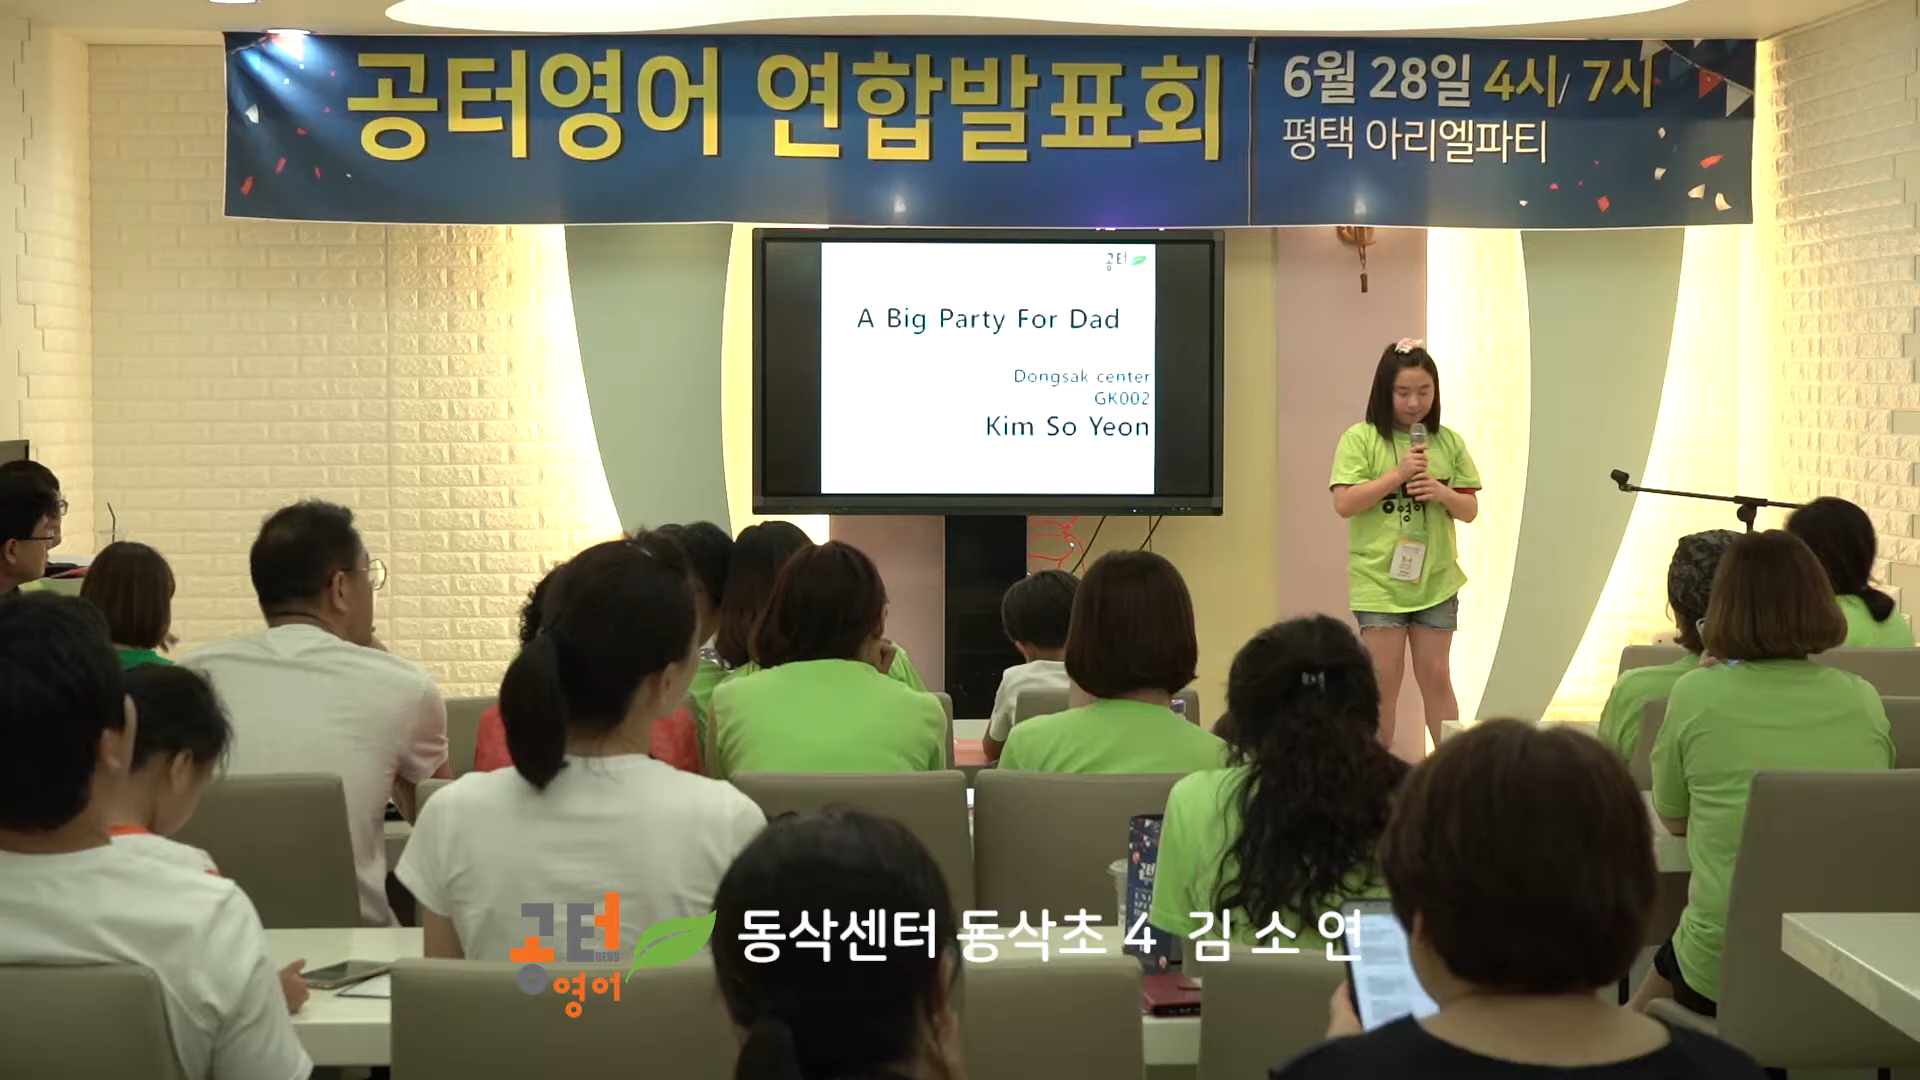 공터영어 연합발표회
6월 28일 4시/ 7시
평택 아리엘파티
공터
A Big Party For Dad
Dongsak center
GK002
Kim So Yeon
공터
영어
동삭센터 동삭초 4 김 소 연